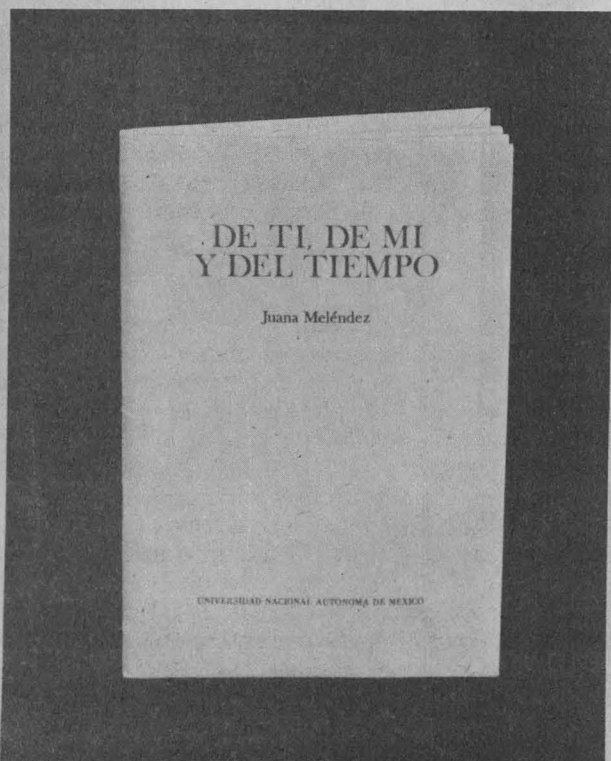 DE TI, DE MI
Y DEL TIEMPO
Juana Meléndez
UNIVERSIDAD NACIONAL AUTONOMA DE MEXICO